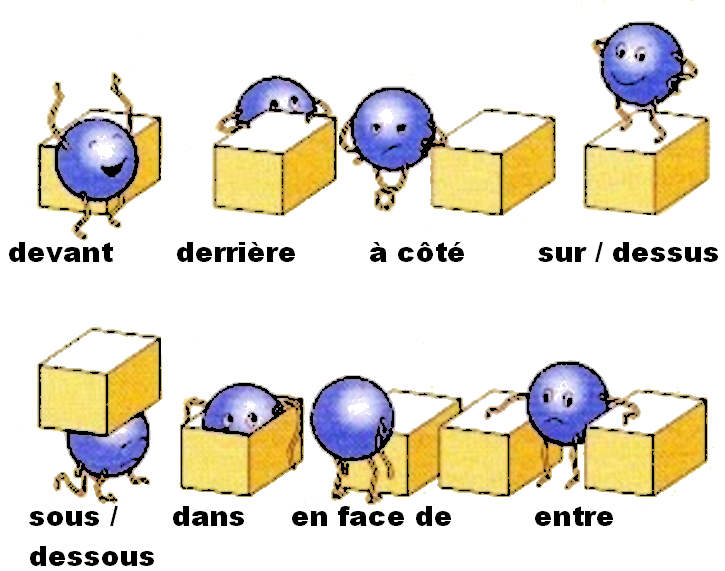 devant derrière à côté sur / dessus
sous / dans en face de entre
dessous